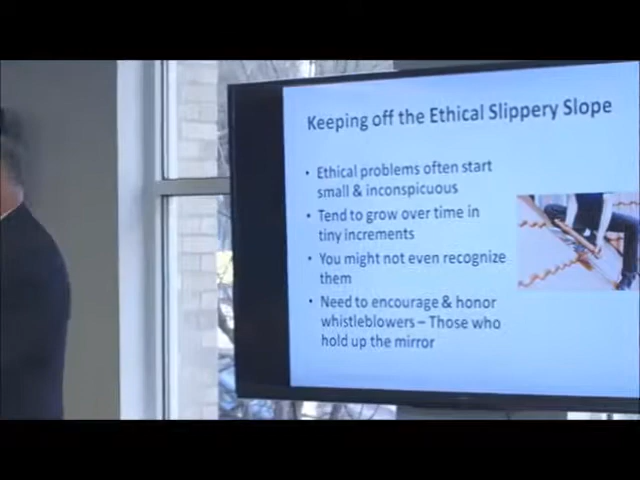 Keeping off the Ethical Slippery Slope
• Ethical problems often start
small & inconspicuous
• Tend to grow over time in
tiny increments
• You might not even recognize
them
• Need to encourage & honor
whistleblowers – Those who
hold up the mirror